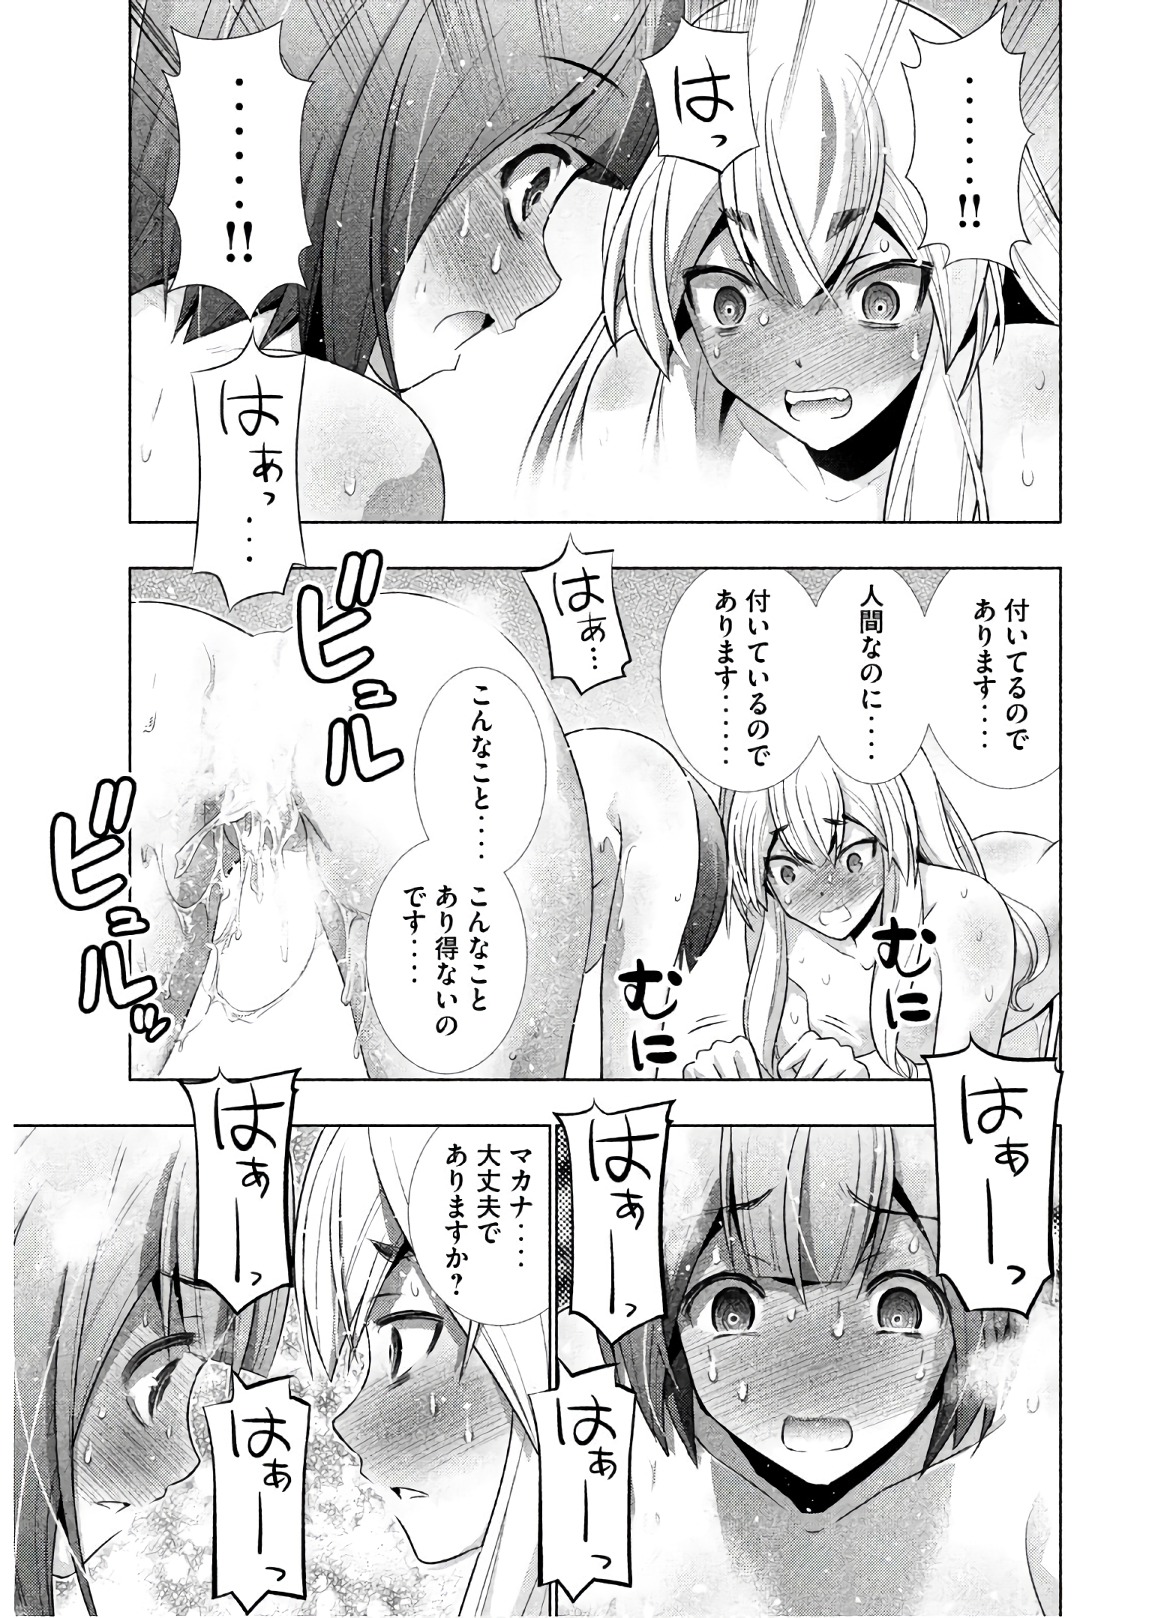 ‥‥‥!!
はっ
‥‥‥!!
はぁっ‥‥
付いてるので
あります‥‥
人間なのに‥‥
付いているので
あります‥‥‥
はぁ…
こんなこと‥‥
こんなこと
あり得ないの
です‥‥
ビュル
ビュルルッ
むに
むに
はぁーっ
はぁーっ
はぁーっ
マカナ‥‥
大丈夫で
ありますか?
はぁーっ
はぁーっ